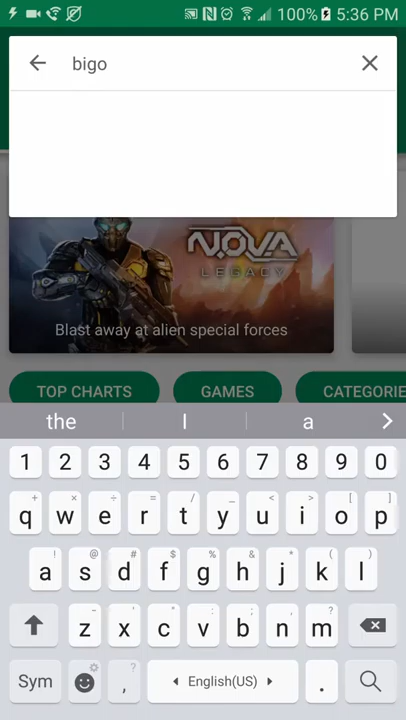 100% 5:36 PM
bigo
N.O.V.A
LEGACY
Blast away at alien special forces
TOP CHARTS GAMES CATEGORIE
the I a
1 2 3 4 5 6 7 8 9 0
q w e r t y u i o p
a s d f g h j k l
z x c v b n m
Sym , English(US) .